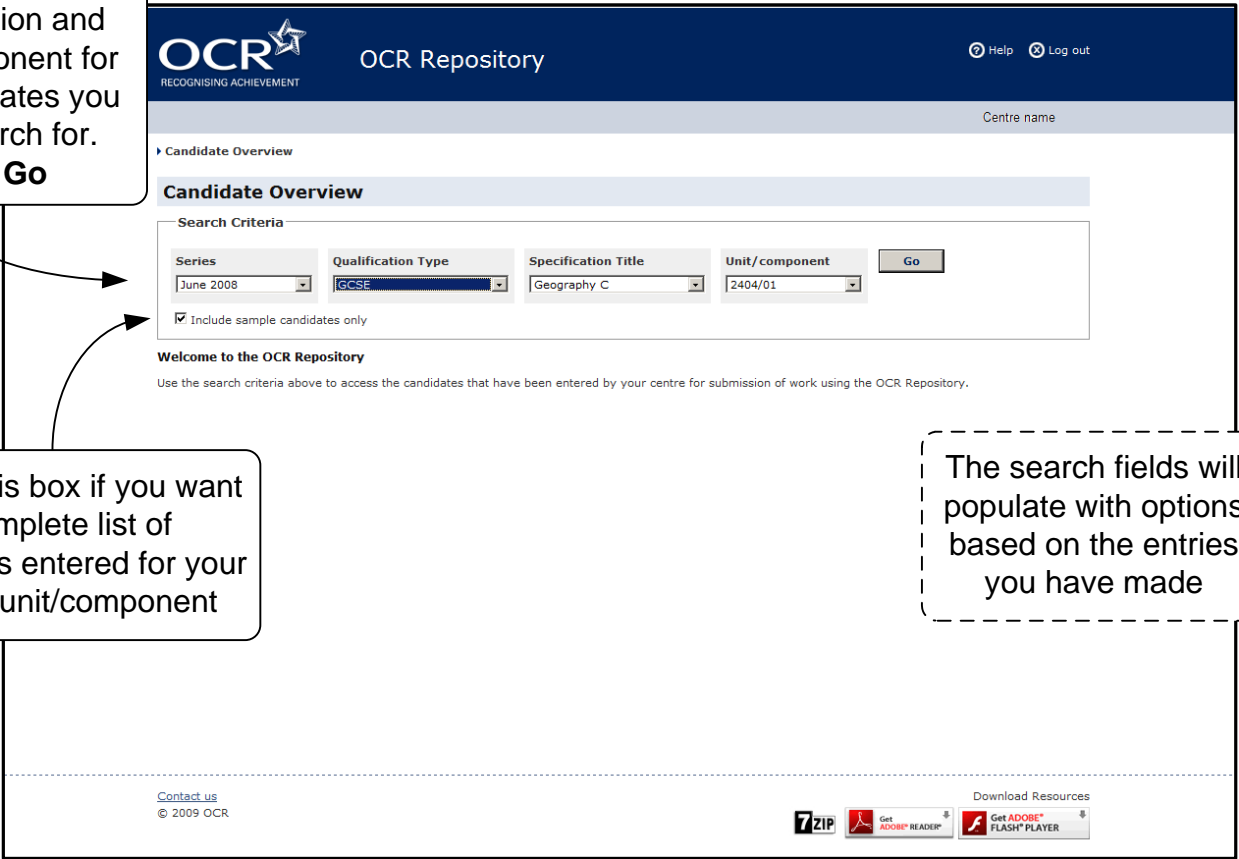 ion and
onent for
ates you
rch for.
Go
OCR
RECOGNISING ACHIEVEMENT
OCR Repository
Help Log out
Centre name
Candidate Overview
Candidate Overview
Search Criteria
Series Qualification Type Specification Title Unit/component Go
June 2008 GCSE Geography C 2404/01
Include sample candidates only
Welcome to the OCR Repository
Use the search criteria above to access the candidates that have been entered by your centre for submission of work using the OCR Repository.
is box if you want
mplete list of
s entered for your
unit/component
The search fields will
populate with options
based on the entries
you have made
Contact us
© 2009 OCR
Download Resources
7 ZIP
Get
ADOBE® READER®
Get ADOBE®
FLASH® PLAYER